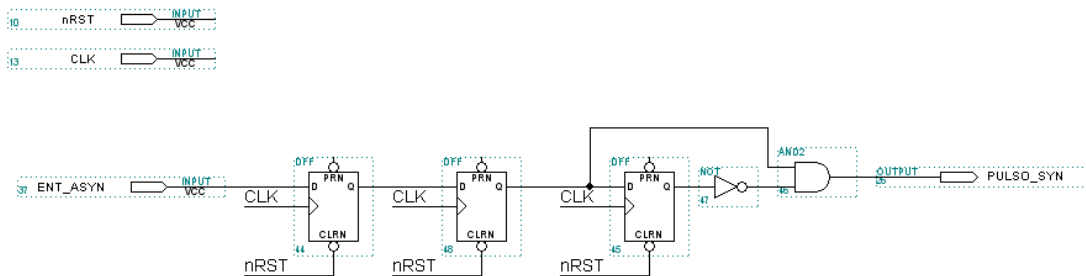 nRST
INPUT
VCC
10
CLK
INPUT
VCC
13
DFF
DFF
DFF
NOT
AND2
PRN
PRN
PRN
ENT_ASYN
INPUT
VCC
37
D
Q
D
Q
D
Q
CLK
CLK
CLK
CLRN
CLRN
CLRN
44
48
45
47
46
OUTPUT
26
PULSO_SYN
nRST
nRST
nRST